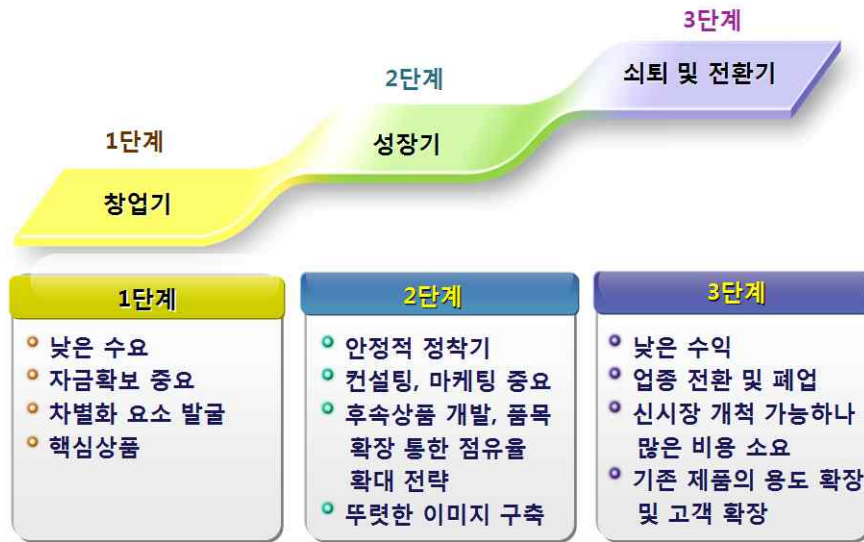 3단계
쇠퇴 및 전환기
2단계
성장기
1단계
창업기
1단계
낮은 수요
자금확보 중요
차별화 요소 발굴
핵심상품
2단계
안정적 정착기
컨설팅, 마케팅 중요
후속상품 개발, 품목
확장 통한 점유율
확대 전략
뚜렷한 이미지 구축
3단계
낮은 수익
업종 전환 및 폐업
신시장 개척 가능하나
많은 비용 소요
기존 제품의 용도 확장
및 고객 확장